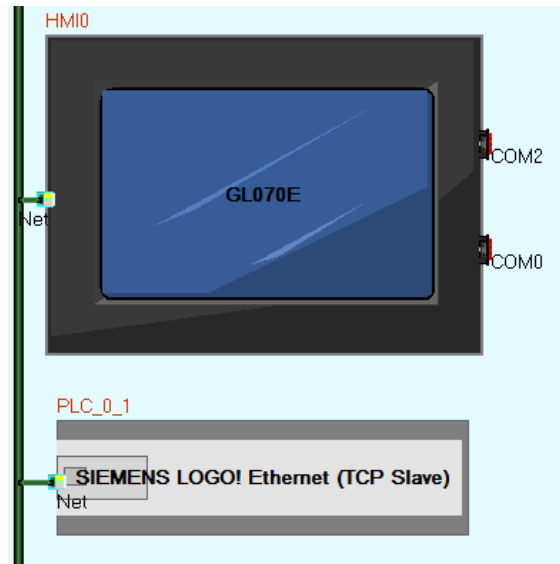 HMI0
GL070E
COM2
Net
COM0
PLC_0_1
SIEMENS LOGO! Ethernet (TCP Slave)
Net